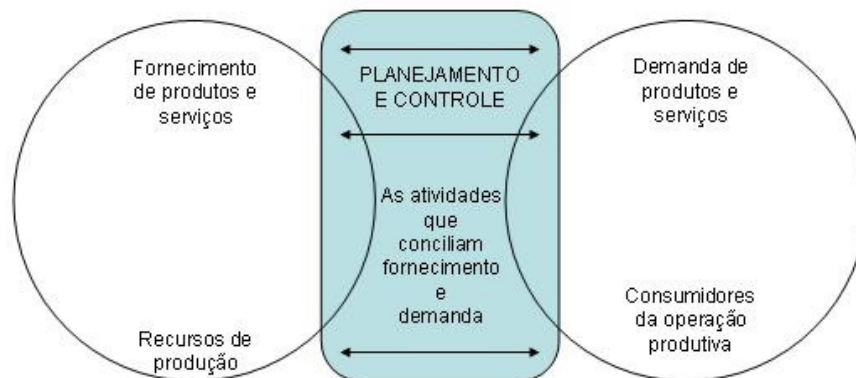 Fornecimento
de produtos e
serviços
Recursos de
produção
PLANEJAMENTO
E CONTROLE
As atividades
que
conciliam
fornecimento
e
demanda
Demanda de
produtos e
serviços
Consumidores
da operação
produtiva